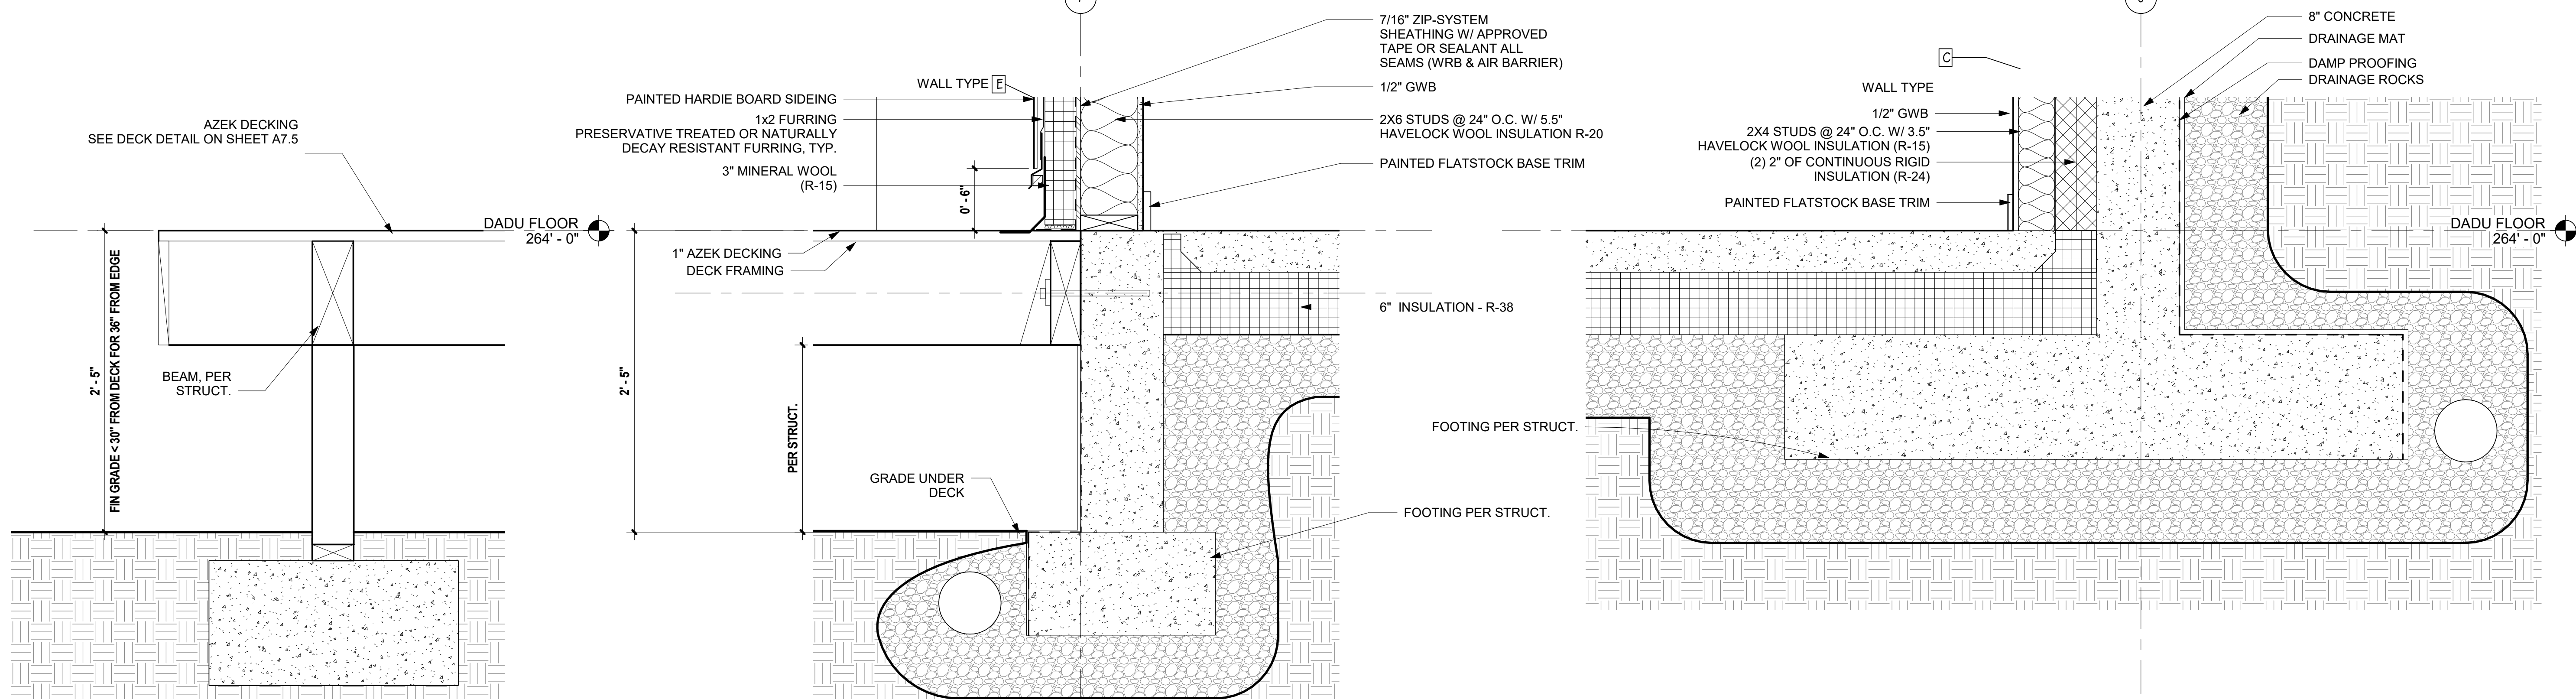 AZEK DECKING
SEE DECK DETAIL ON SHEET A7.5
DADU FLOOR
264' - 0"
2' - 5"
FIN GRADE < 30" FROM DECK FOR 36" FROM EDGE
BEAM, PER
STRUCT.
WALL TYPE E
PAINTED HARDIE BOARD SIDEING
1x2 FURRING
PRESERVATIVE TREATED OR NATURALLY
DECAY RESISTANT FURRING, TYP.
3" MINERAL WOOL
(R-15)
0' - 6"
1" AZEK DECKING
DECK FRAMING
2' - 5"
PER STRUCT.
GRADE UNDER
DECK
7/16" ZIP-SYSTEM
SHEATHING W/ APPROVED
TAPE OR SEALANT ALL
SEAMS (WRB & AIR BARRIER)
1/2" GWB
2X6 STUDS @ 24" O.C. W/ 5.5"
HAVELOCK WOOL INSULATION R-20
PAINTED FLATSTOCK BASE TRIM
6" INSULATION - R-38
FOOTING PER STRUCT.
C
WALL TYPE
1/2" GWB
2X4 STUDS @ 24" O.C. W/ 3.5"
HAVELOCK WOOL INSULATION (R-15)
(2) 2" OF CONTINUOUS RIGID
INSULATION (R-24)
PAINTED FLATSTOCK BASE TRIM
FOOTING PER STRUCT.
8" CONCRETE
DRAINAGE MAT
DAMP PROOFING
DRAINAGE ROCKS
DADU FLOOR
264' - 0"